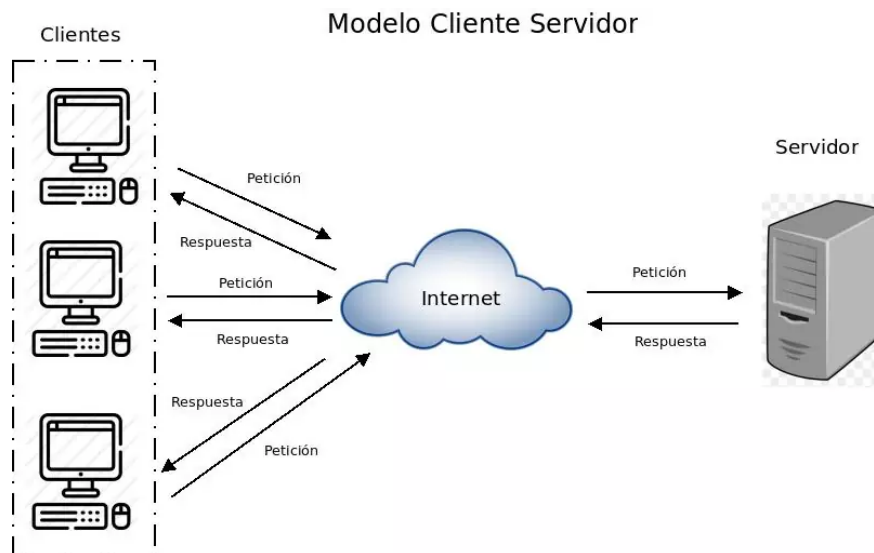 Modelo Cliente Servidor
Clientes
Servidor
Petición
Respuesta
Petición
Respuesta
Internet
Petición
Respuesta
Respuesta
Petición